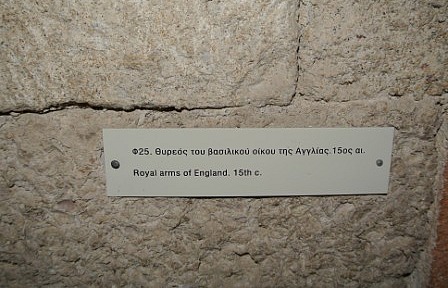 Φ25. Θυρεός του βασιλικού οίκου της Αγγλίας.15ος αι.
Royal arms of England. 15th c.